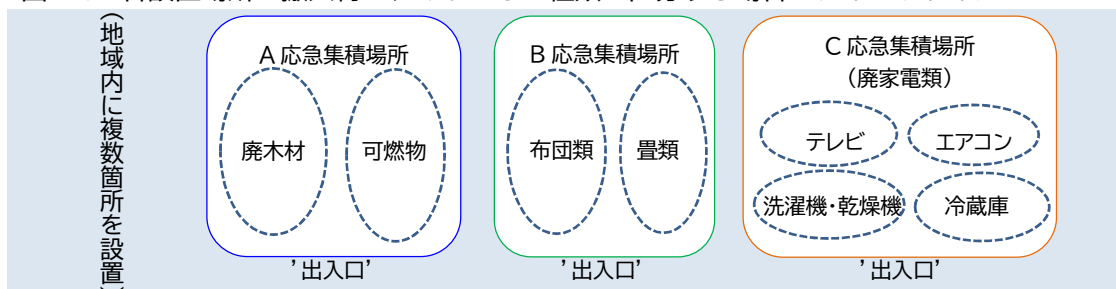 (地域内に複数箇所を設置)
A 応急集積場所
廃木材
可燃物
’出入口’
B 応急集積場所
布団類
畳類
’出入口’
C 応急集積場所
(廃家電類)
テレビ
エアコン
洗濯機・乾燥機
冷蔵庫
’出入口’